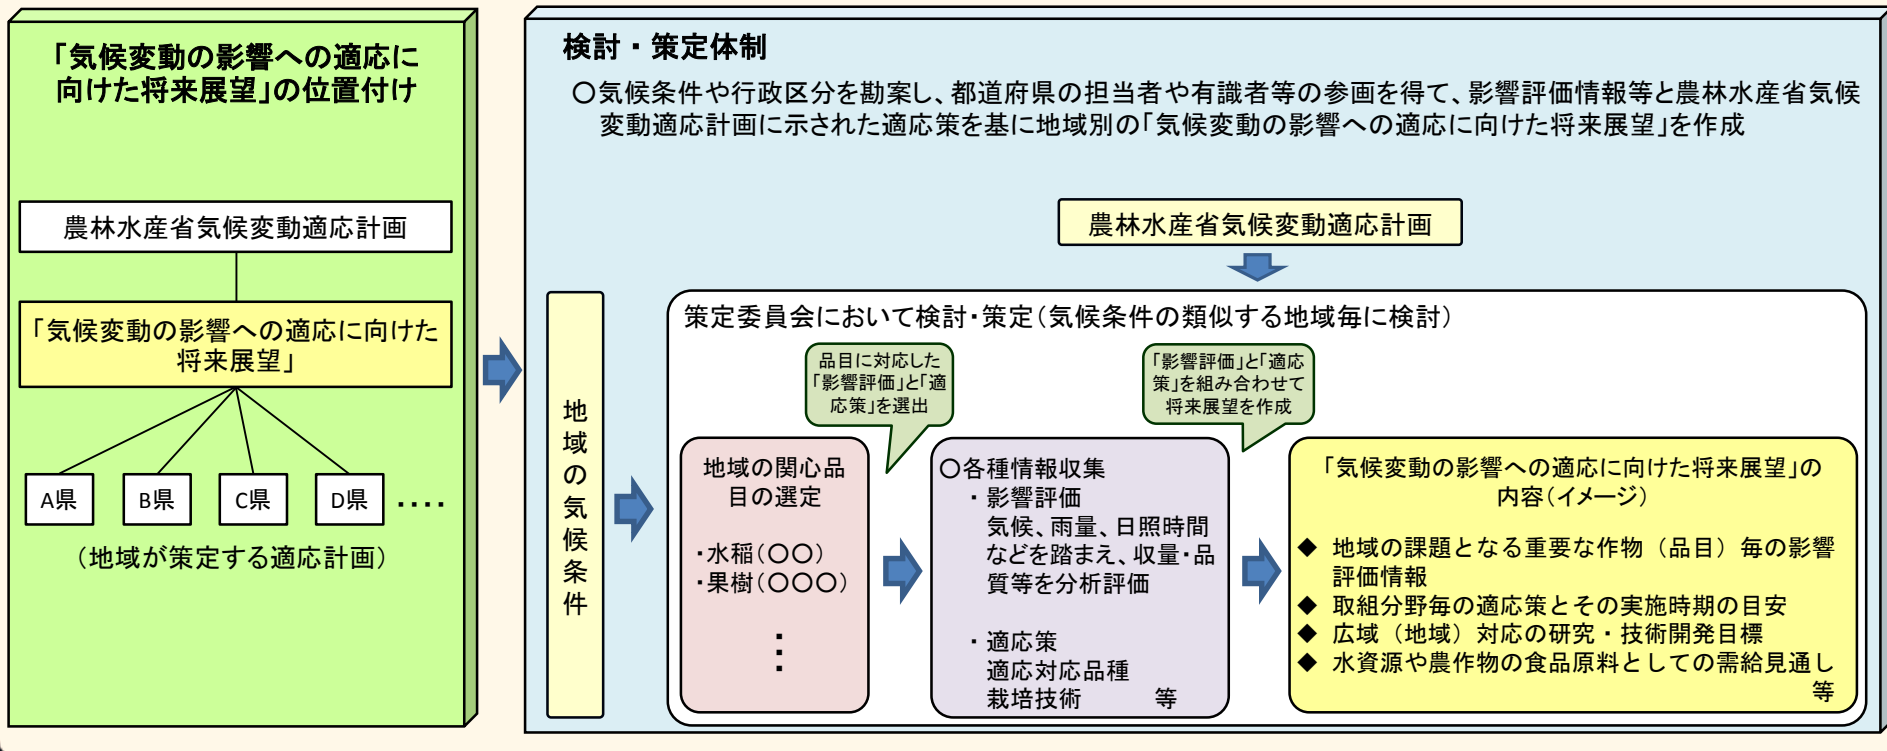 「気候変動の影響への適応に
向けた将来展望」の位置付け
農林水産省気候変動適応計画
「気候変動の影響への適応に向けた
将来展望」
A県
B県
C県
D県
････
（地域が策定する適応計画）
検討・策定体制
○気候条件や行政区分を勘案し、都道府県の担当者や有識者等の参画を得て、影響評価情報等と農林水産省気候
変動適応計画に示された適応策を基に地域別の「気候変動の影響への適応に向けた将来展望」を作成
農林水産省気候変動適応計画
地
域
の
気
候
条
件
策定委員会において検討・策定（気候条件の類似する地域毎に検討）
品目に対応した
「影響評価」と「適
応策」を選出
「影響評価」と「適応
策」を組み合わせて
将来展望を作成
地域の関心品
目の選定
・水稲（○○）
・果樹（○○○）
・
・
・
○各種情報収集
・影響評価
気候、雨量、日照時間
などを踏まえ、収量・品
質等を分析評価
・適応策
適応対応品種
栽培技術　　等
「気候変動の影響への適応に向けた将来展望」の
内容（イメージ）
◆ 地域の課題となる重要な作物（品目）毎の影響
評価情報
◆ 取組分野毎の適応策とその実施時期の目安
◆ 広域（地域）対応の研究・技術開発目標
◆ 水資源や農作物の食品原料としての需給見通し
等